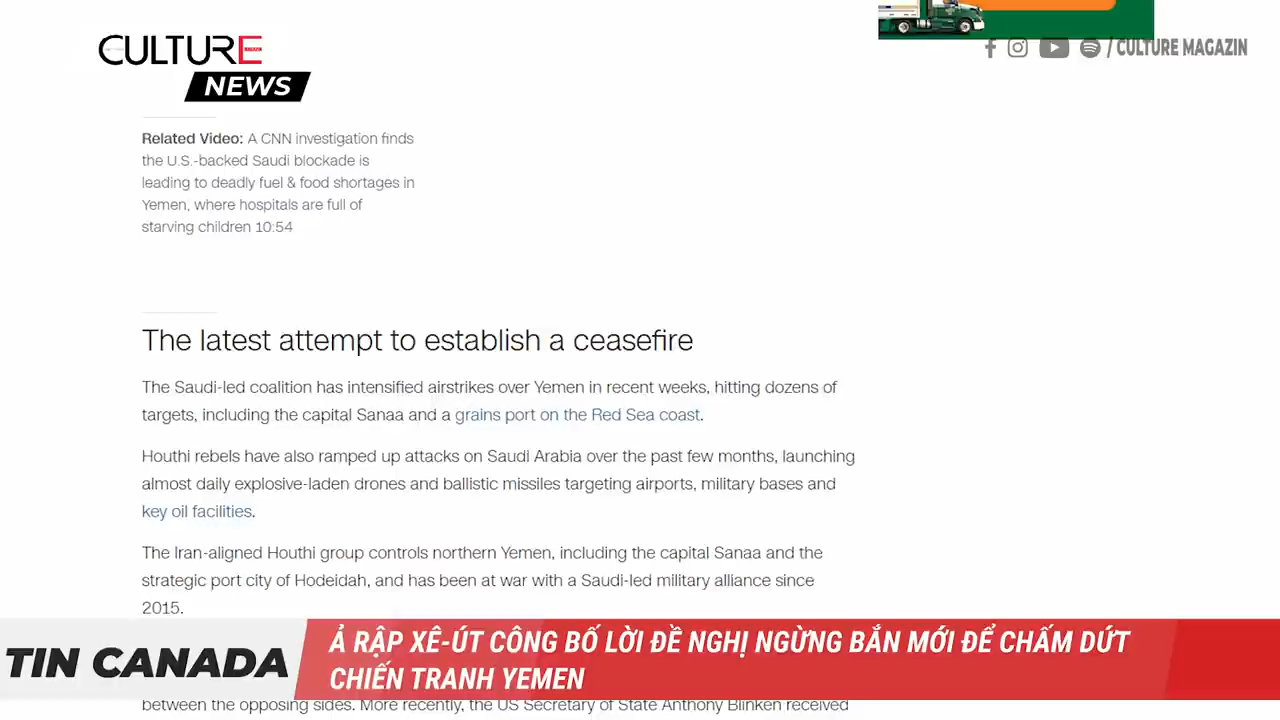 CULTURE
NEWS
/ CULTURE MAGAZIN
Related Video: A CNN investigation finds
the U.S.-backed Saudi blockade is
leading to deadly fuel & food shortages in
Yemen, where hospitals are full of
starving children 10:54
The latest attempt to establish a ceasefire
The Saudi-led coalition has intensified airstrikes over Yemen in recent weeks, hitting dozens of
targets, including the capital Sanaa and a grains port on the Red Sea coast.
Houthi rebels have also ramped up attacks on Saudi Arabia over the past few months, launching
almost daily explosive-laden drones and ballistic missiles targeting airports, military bases and
key oil facilities.
The Iran-aligned Houthi group controls northern Yemen, including the capital Sanaa and the
strategic port city of Hodeidah, and has been at war with a Saudi-led military alliance since
2015.
TIN CANADA
Ả RẬP XÊ-ÚT CÔNG BỐ LỜI ĐỀ NGHỊ NGỪNG BẮN MỚI ĐỂ CHẤM DỨT
CHIẾN TRANH YEMEN
between the opposing sides. More recently, the US Secretary of State Anthony Blinken received